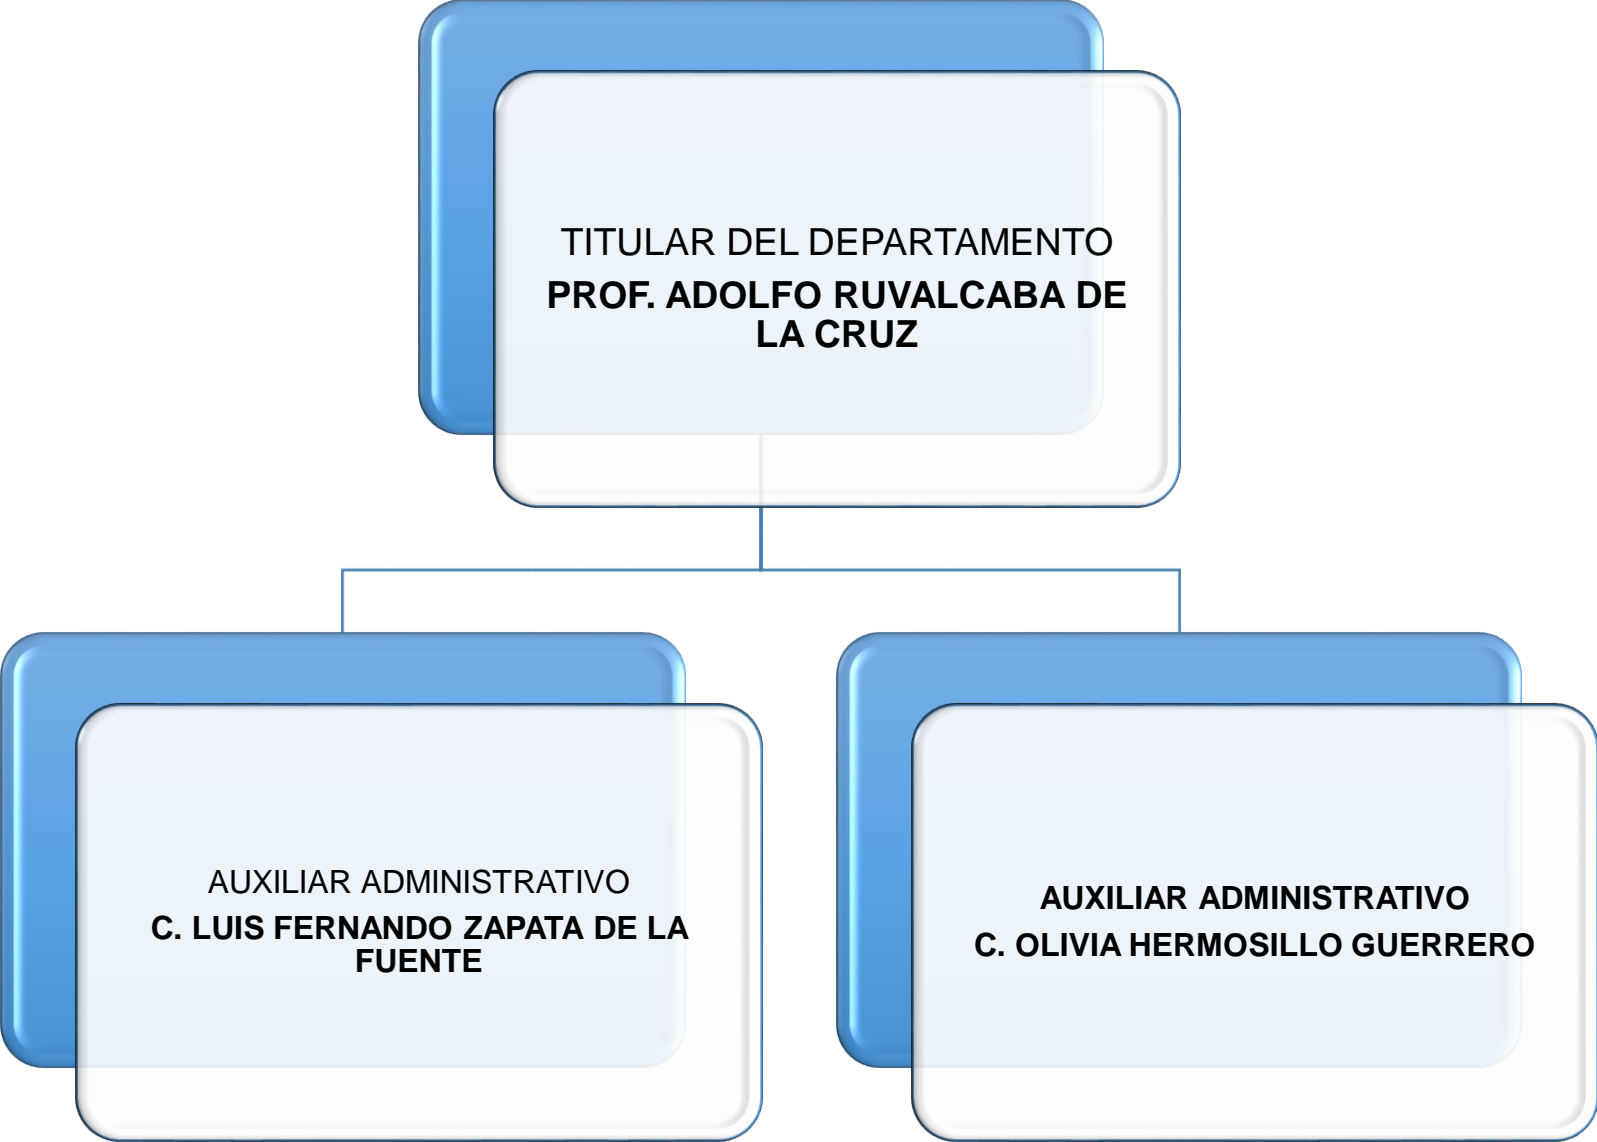 TITULAR DEL DEPARTAMENTO
PROF. ADOLFO RUVALCABA DE
LA CRUZ
AUXILIAR ADMINISTRATIVO
C. LUIS FERNANDO ZAPATA DE LA
FUENTE
AUXILIAR ADMINISTRATIVO
C. OLIVIA HERMOSILLO GUERRERO